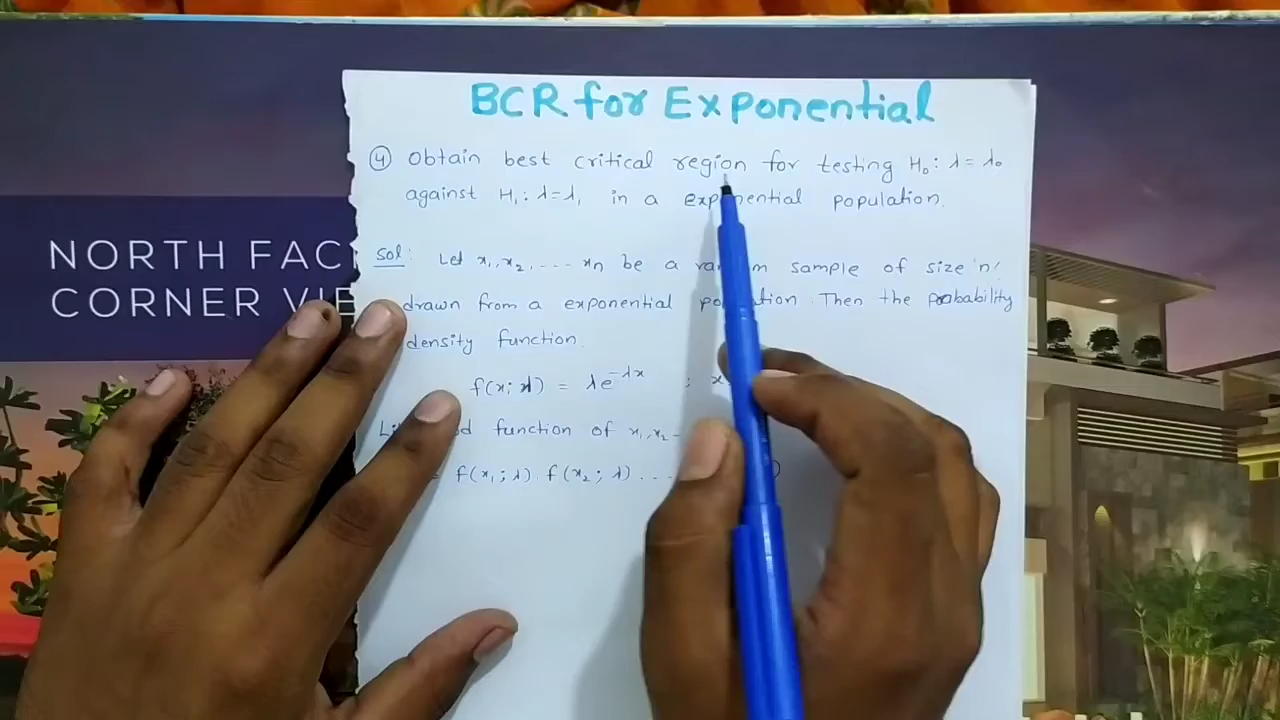 BCR for Exponential
④ Obtain best critical region for testing H₀: λ = λ₀
against H₁: λ = λ₁ in a exponential population.
Sol: Let x₁, x₂, .... xn be a sample of size 'n'
drawn from a exponential Then the Probability
density function.
f(x; λ) = λe^-λx ; x
function of x₁, x₂ -
= f(x₁; λ). f(x₂; λ) ... )
NORTH FAC
CORNER VIE